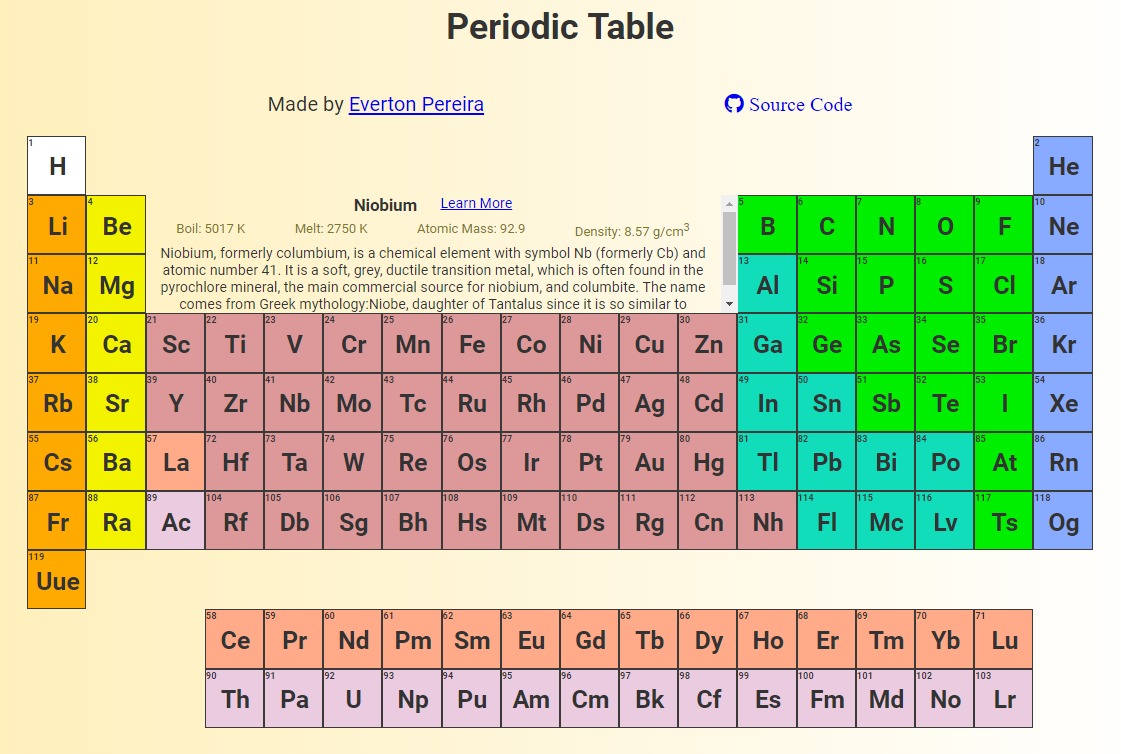 Periodic Table
Made by Everton Pereira
Source Code
1 H 2 He
3 Li 4 Be
Niobium Learn More
Boil: 5017 K Melt: 2750 K Atomic Mass: 92.9 Density: 8.57 g/cm3
Niobium, formerly columbium, is a chemical element with symbol Nb (formerly Cb) and
atomic number 41. It is a soft, grey, ductile transition metal, which is often found in the
pyrochlore mineral, the main commercial source for niobium, and columbite. The name
comes from Greek mythology:Niobe, daughter of Tantalus since it is so similar to
5 B 6 C 7 N 8 O 9 F 10 Ne
11 Na 12 Mg 13 Al 14 Si 15 P 16 S 17 Cl 18 Ar
19 K 20 Ca 21 Sc 22 Ti 23 V 24 Cr 25 Mn 26 Fe 27 Co 28 Ni 29 Cu 30 Zn 31 Ga 32 Ge 33 As 34 Se 35 Br 36 Kr
37 Rb 38 Sr 39 Y 40 Zr 41 Nb 42 Mo 43 Tc 44 Ru 45 Rh 46 Pd 47 Ag 48 Cd 49 In 50 Sn 51 Sb 52 Te 53 I 54 Xe
55 Cs 56 Ba 57 La 72 Hf 73 Ta 74 W 75 Re 76 Os 77 Ir 78 Pt 79 Au 80 Hg 81 Tl 82 Pb 83 Bi 84 Po 85 At 86 Rn
87 Fr 88 Ra 89 Ac 104 Rf 105 Db 106 Sg 107 Bh 108 Hs 109 Mt 110 Ds 111 Rg 112 Cn 113 Nh 114 Fl 115 Mc 116 Lv 117 Ts 118 Og
119 Uue
58 Ce 59 Pr 60 Nd 61 Pm 62 Sm 63 Eu 64 Gd 65 Tb 66 Dy 67 Ho 68 Er 69 Tm 70 Yb 71 Lu
90 Th 91 Pa 92 U 93 Np 94 Pu 95 Am 96 Cm 97 Bk 98 Cf 99 Es 100 Fm 101 Md 102 No 103 Lr